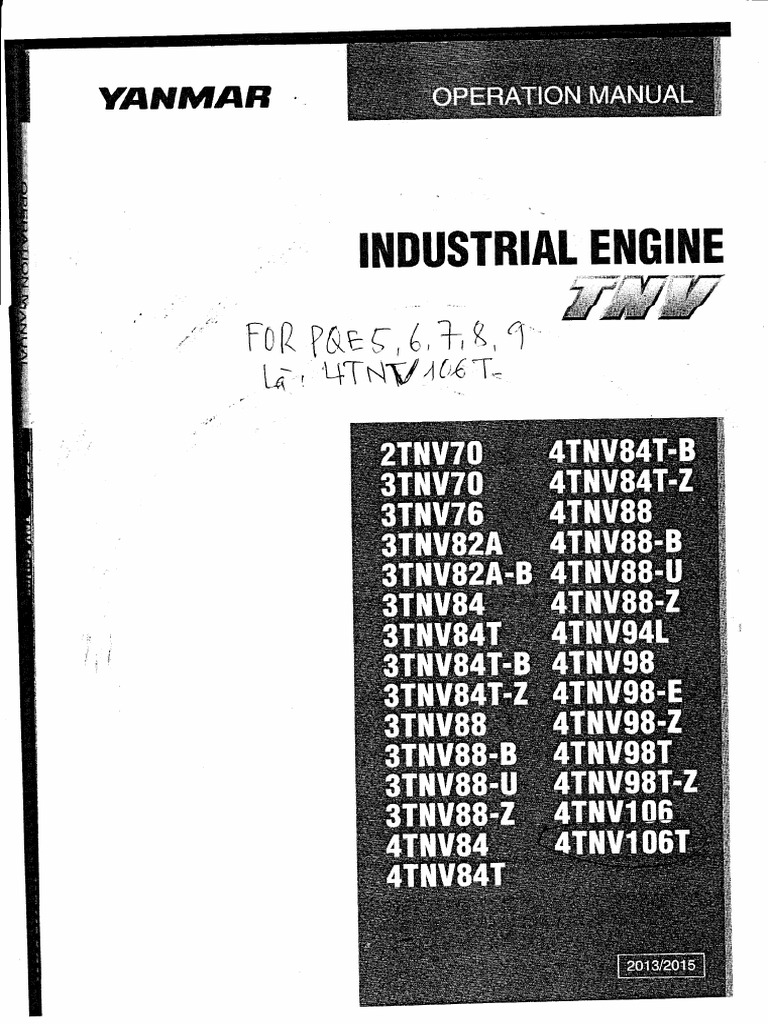 YANMAR
OPERATION MANUAL
INDUSTRIAL ENGINE
TNV
FOR PQE5, 6, 7, 8, 9
Là: 4TNV106T
2TNV70
3TNV70
3TNV76
3TNV82A
3TNV82A-B
3TNV84
3TNV84T
3TNV84T-B
3TNV84T-Z
3TNV88
3TNV88-B
3TNV88-U
3TNV88-Z
4TNV84
4TNV84T
4TNV84T-B
4TNV84T-Z
4TNV88
4TNV88-B
4TNV88-U
4TNV88-Z
4TNV94L
4TNV98
4TNV98-E
4TNV98-Z
4TNV98T
4TNV98T-Z
4TNV106
4TNV106T
2013/2015
OPERATION MANUAL